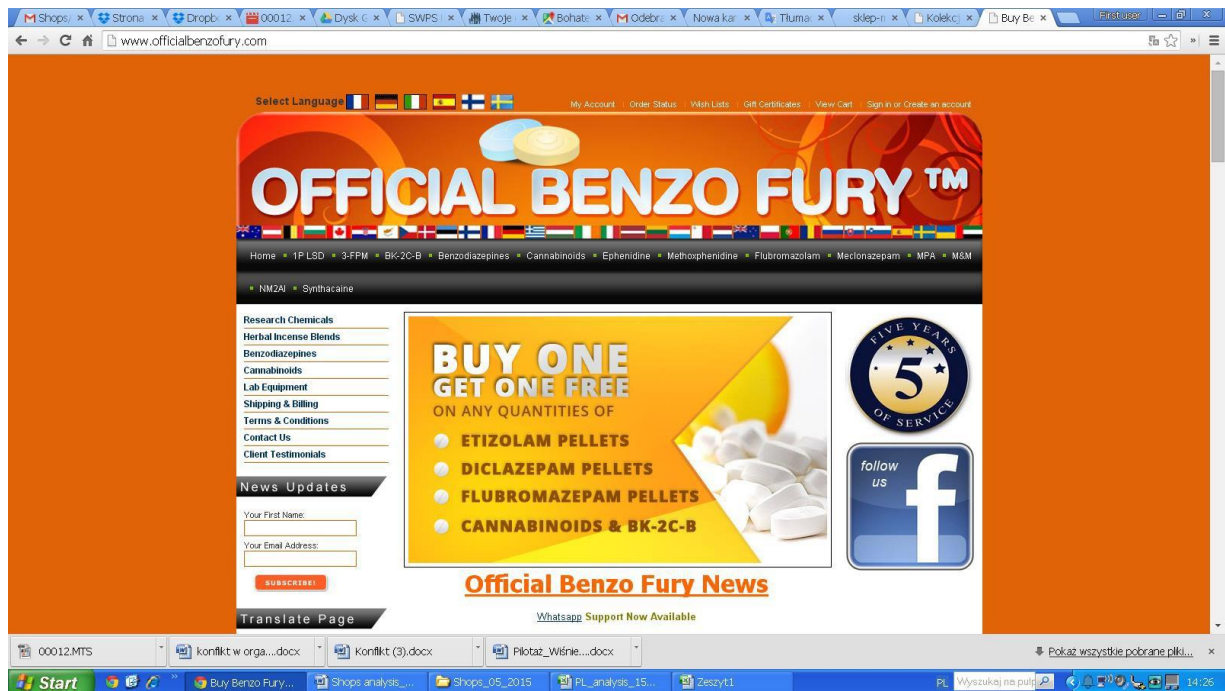 Shops/
Strona
Dropbc
00012.
Dysk G
SWPS |
Twoje
Bohate
Odebra
Nowa kar
Tłuma
sklep-n
Kolekcj
Buy Be
First user
www.officialbenzofury.com
Select Language
My Account | Order Status | Wish Lists | Gift Certificates | View Cart | Sign in or Create an account
OFFICIAL BENZO FURY ™
Home 1P LSD 3-FPM BK-2C-B Benzodiazepines Cannabinoids Ephenidine Methoxphenidine Flubromazolam Meclonazepam MPA M&M
NM2AI Synthacaine
Research Chemicals
Herbal Incense Blends
Benzodiazepines
Cannabinoids
Lab Equipment
Shipping & Billing
Terms & Conditions
Contact Us
Client Testimonials
News Updates
Your First Name:
Your Email Address:
SUBSCRIBE!
Translate Page
BUY ONE
GET ONE FREE
ON ANY QUANTITIES OF
ETIZOLAM PELLETS
DICLAZEPAM PELLETS
FLUBROMAZEPAM PELLETS
CANNABINOIDS & BK-2C-B
Official Benzo Fury News
Whatsapp Support Now Available
FIVE YEARS
5
OF SERVICE
follow
us
f
00012.MTS
konflikt w orga....docx
Konflikt (3).docx
Pilotaż_Wiśnie....docx
Pokaż wszystkie pobrane pliki...
Start
Buy Benzo Fury...
Shops analysis_...
Shops_05_2015
PL_analysis_15...
Zeszyt1
PL
Wyszukaj na pulp
14:26